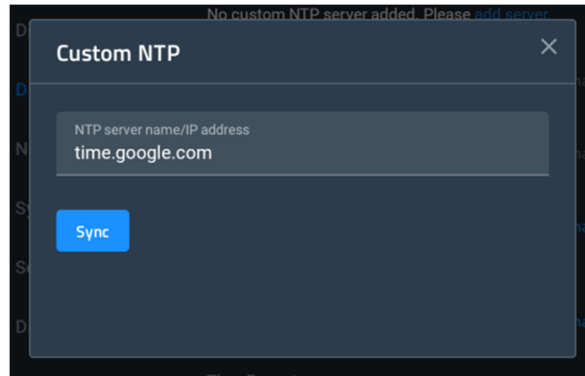 No custom NTP server added. Please add server
Custom NTP
NTP server name/IP address
time.google.com
Sync